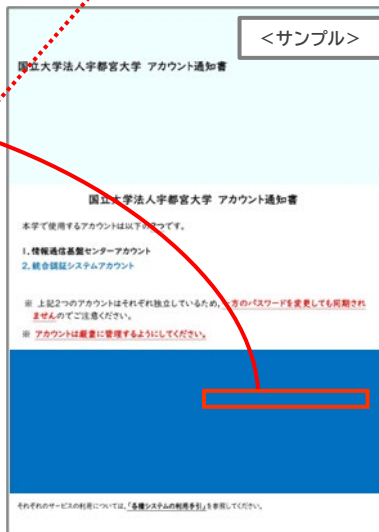 <サンプル>
国立大学法人宇都宮大学 アカウント通知書
国立大学法人宇都宮大学 アカウント通知書
本学で使用するアカウントは以下の2つです。
1. 情報通信基盤センターアカウント
2. 統合認証システムアカウント
※ 上記2つのアカウントはそれぞれ独立しているため、一方のパスワードを変更しても同期され
ませんのでご注意ください。
※ アカウントは厳重に管理するようにしてください。
それぞれのサービスの利用については、「各種システムの利用手引」を参照してください。